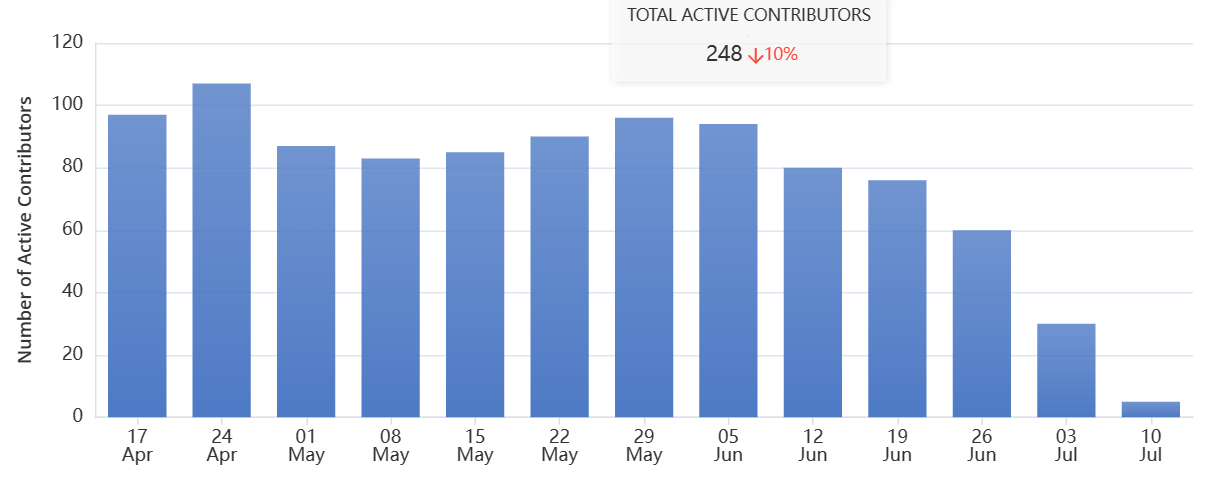 TOTAL ACTIVE CONTRIBUTORS
248 ↓10%
Number of Active Contributors
120
100
80
60
40
20
0
17 Apr
24 Apr
01 May
08 May
15 May
22 May
29 May
05 Jun
12 Jun
19 Jun
26 Jun
03 Jul
10 Jul